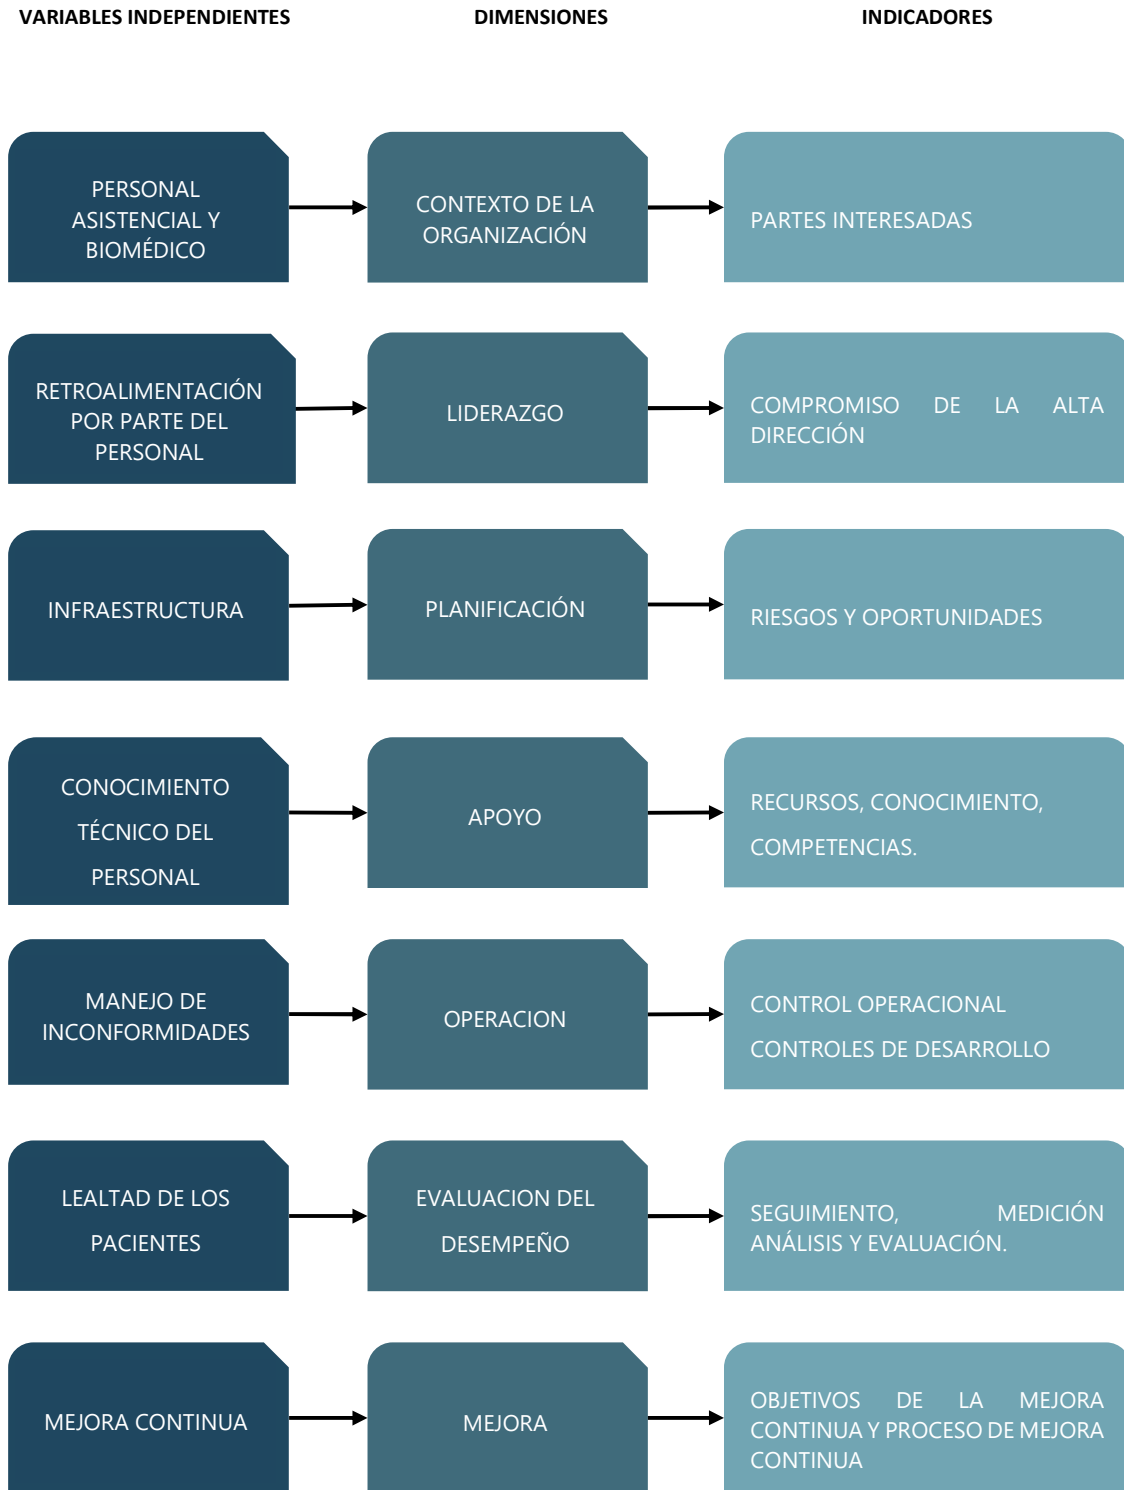 VARIABLES INDEPENDIENTES
DIMENSIONES
INDICADORES
PERSONAL
ASISTENCIAL Y
BIOMÉDICO
CONTEXTO DE LA
ORGANIZACIÓN
PARTES INTERESADAS
RETROALIMENTACIÓN
POR PARTE DEL
PERSONAL
LIDERAZGO
COMPROMISO DE LA ALTA
DIRECCIÓN
INFRAESTRUCTURA
PLANIFICACIÓN
RIESGOS Y OPORTUNIDADES
CONOCIMIENTO
TÉCNICO DEL
PERSONAL
APOYO
RECURSOS, CONOCIMIENTO,
COMPETENCIAS.
MANEJO DE
INCONFORMIDADES
OPERACION
CONTROL OPERACIONAL
CONTROLES DE DESARROLLO
LEALTAD DE LOS
PACIENTES
EVALUACION DEL
DESEMPEÑO
SEGUIMIENTO, MEDICIÓN
ANÁLISIS Y EVALUACIÓN.
MEJORA CONTINUA
MEJORA
OBJETIVOS DE LA MEJORA
CONTINUA Y PROCESO DE MEJORA
CONTINUA